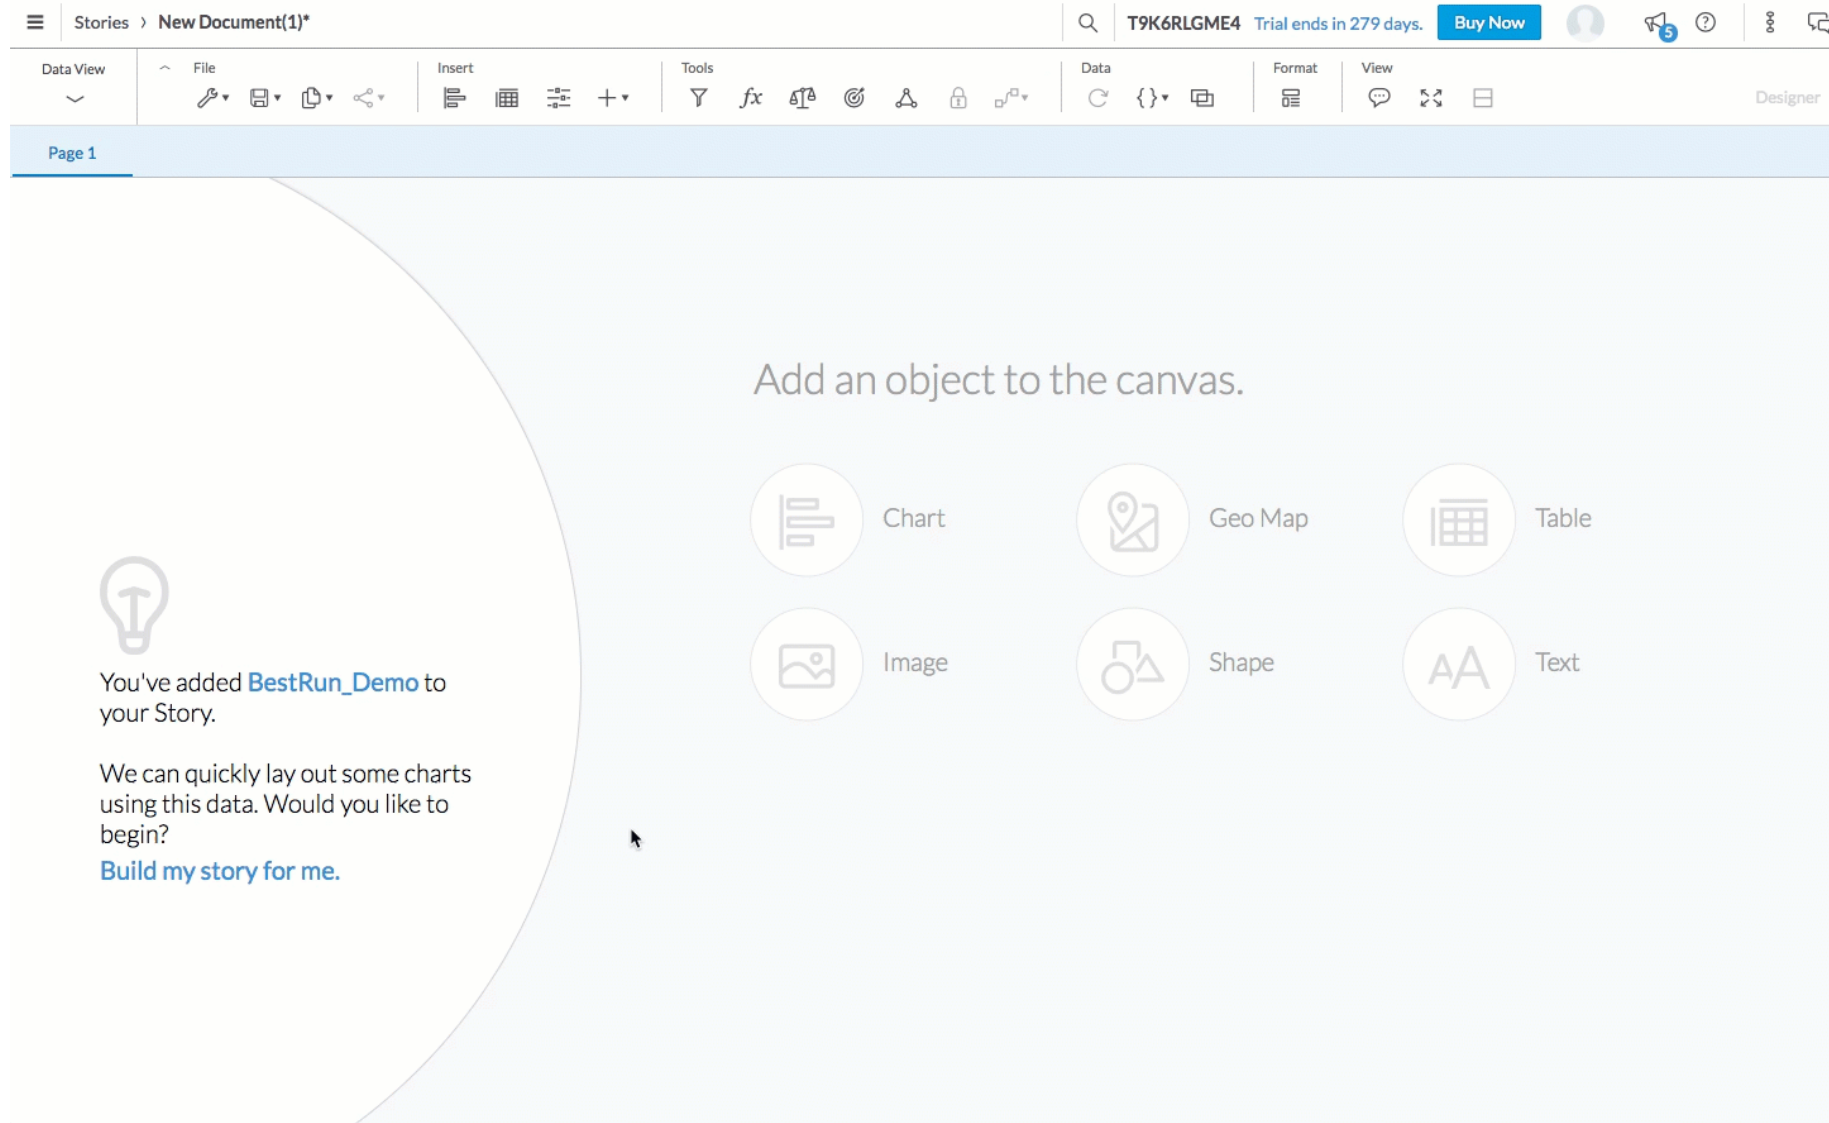 Stories › New Document(1)*
T9K6RLGME4 Trial ends in 279 days. Buy Now 5
Data View File Insert Tools Data Format View
fx {} Designer
Page 1
Add an object to the canvas.
Chart Geo Map Table
Image Shape AA Text
You've added BestRun_Demo to
your Story.
We can quickly lay out some charts
using this data. Would you like to
begin?
Build my story for me.